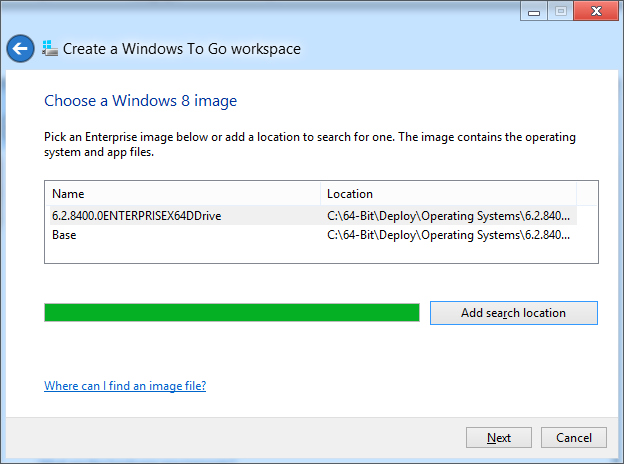 Create a Windows To Go workspace
Choose a Windows 8 image
Pick an Enterprise image below or add a location to search for one. The image contains the operating
system and app files.
Name Location
6.2.8400.0ENTERPRISEX64DDrive C:\64-Bit\Deploy\Operating Systems\6.2.840...
Base C:\64-Bit\Deploy\Operating Systems\6.2.840...
Add search location
Where can I find an image file?
Next Cancel